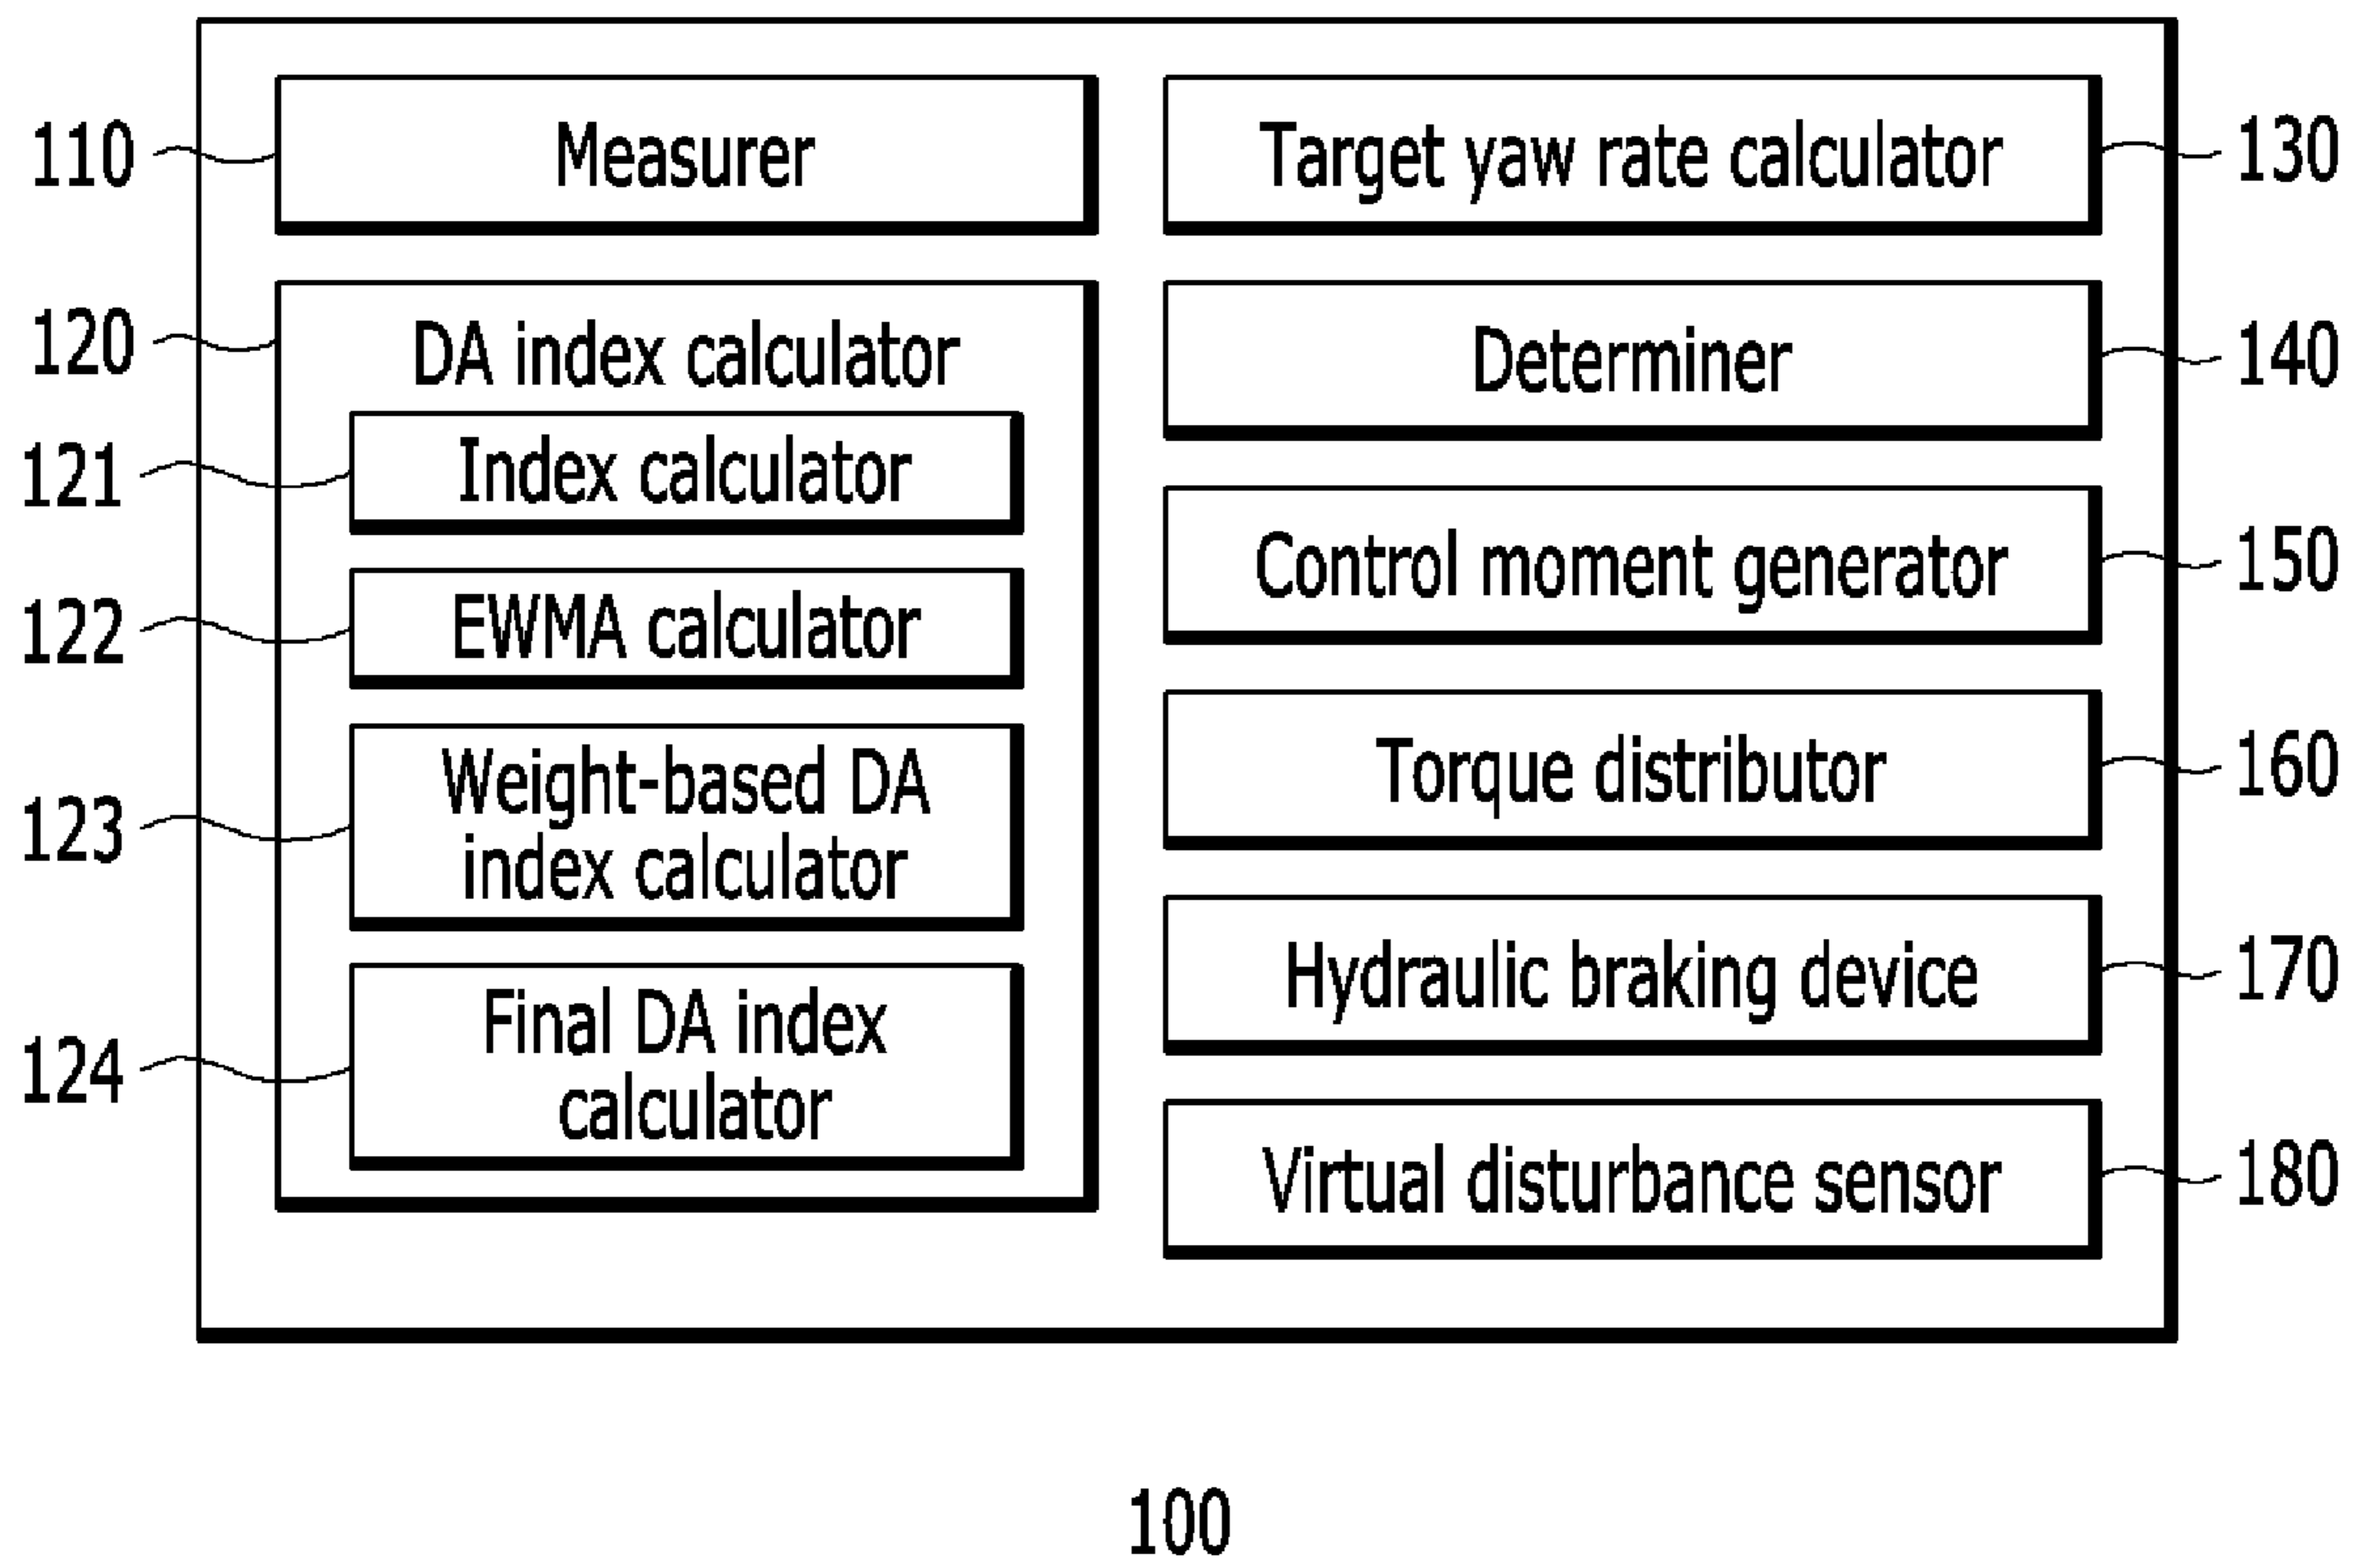 110
Measurer
120
DA index calculator
121
Index calculator
122
EWMA calculator
123
Weight-based DA
index calculator
124
Final DA index
calculator
Target yaw rate calculator
130
Determiner
140
Control moment generator
150
Torque distributor
160
Hydraulic braking device
170
Virtual disturbance sensor
180
100